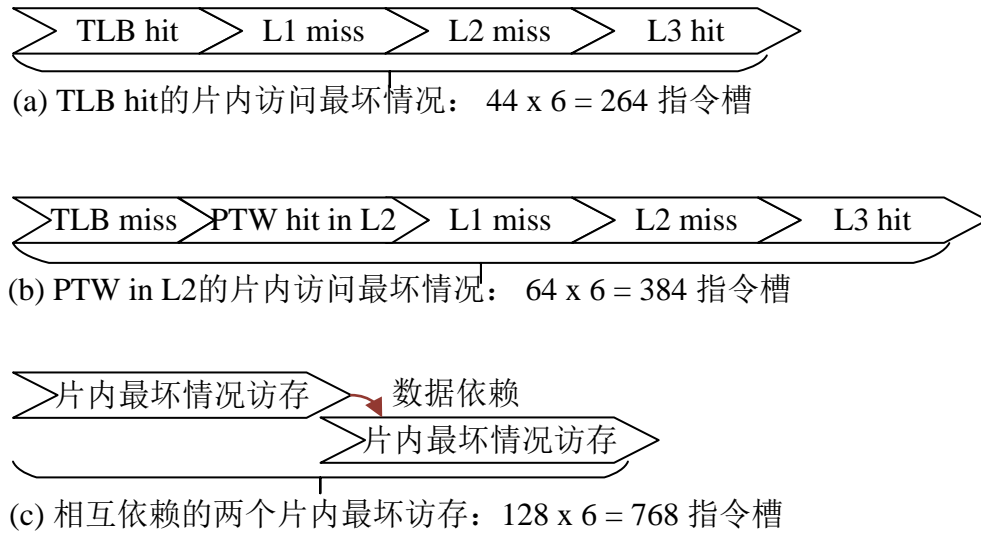 TLB hit L1 miss L2 miss L3 hit
(a) TLB hit的片内访问最坏情况： 44 x 6 = 264 指令槽
TLB miss PTW hit in L2 L1 miss L2 miss L3 hit
(b) PTW in L2的片内访问最坏情况： 64 x 6 = 384 指令槽
片内最坏情况访存 数据依赖
片内最坏情况访存
(c) 相互依赖的两个片内最坏访存：128 x 6 = 768 指令槽